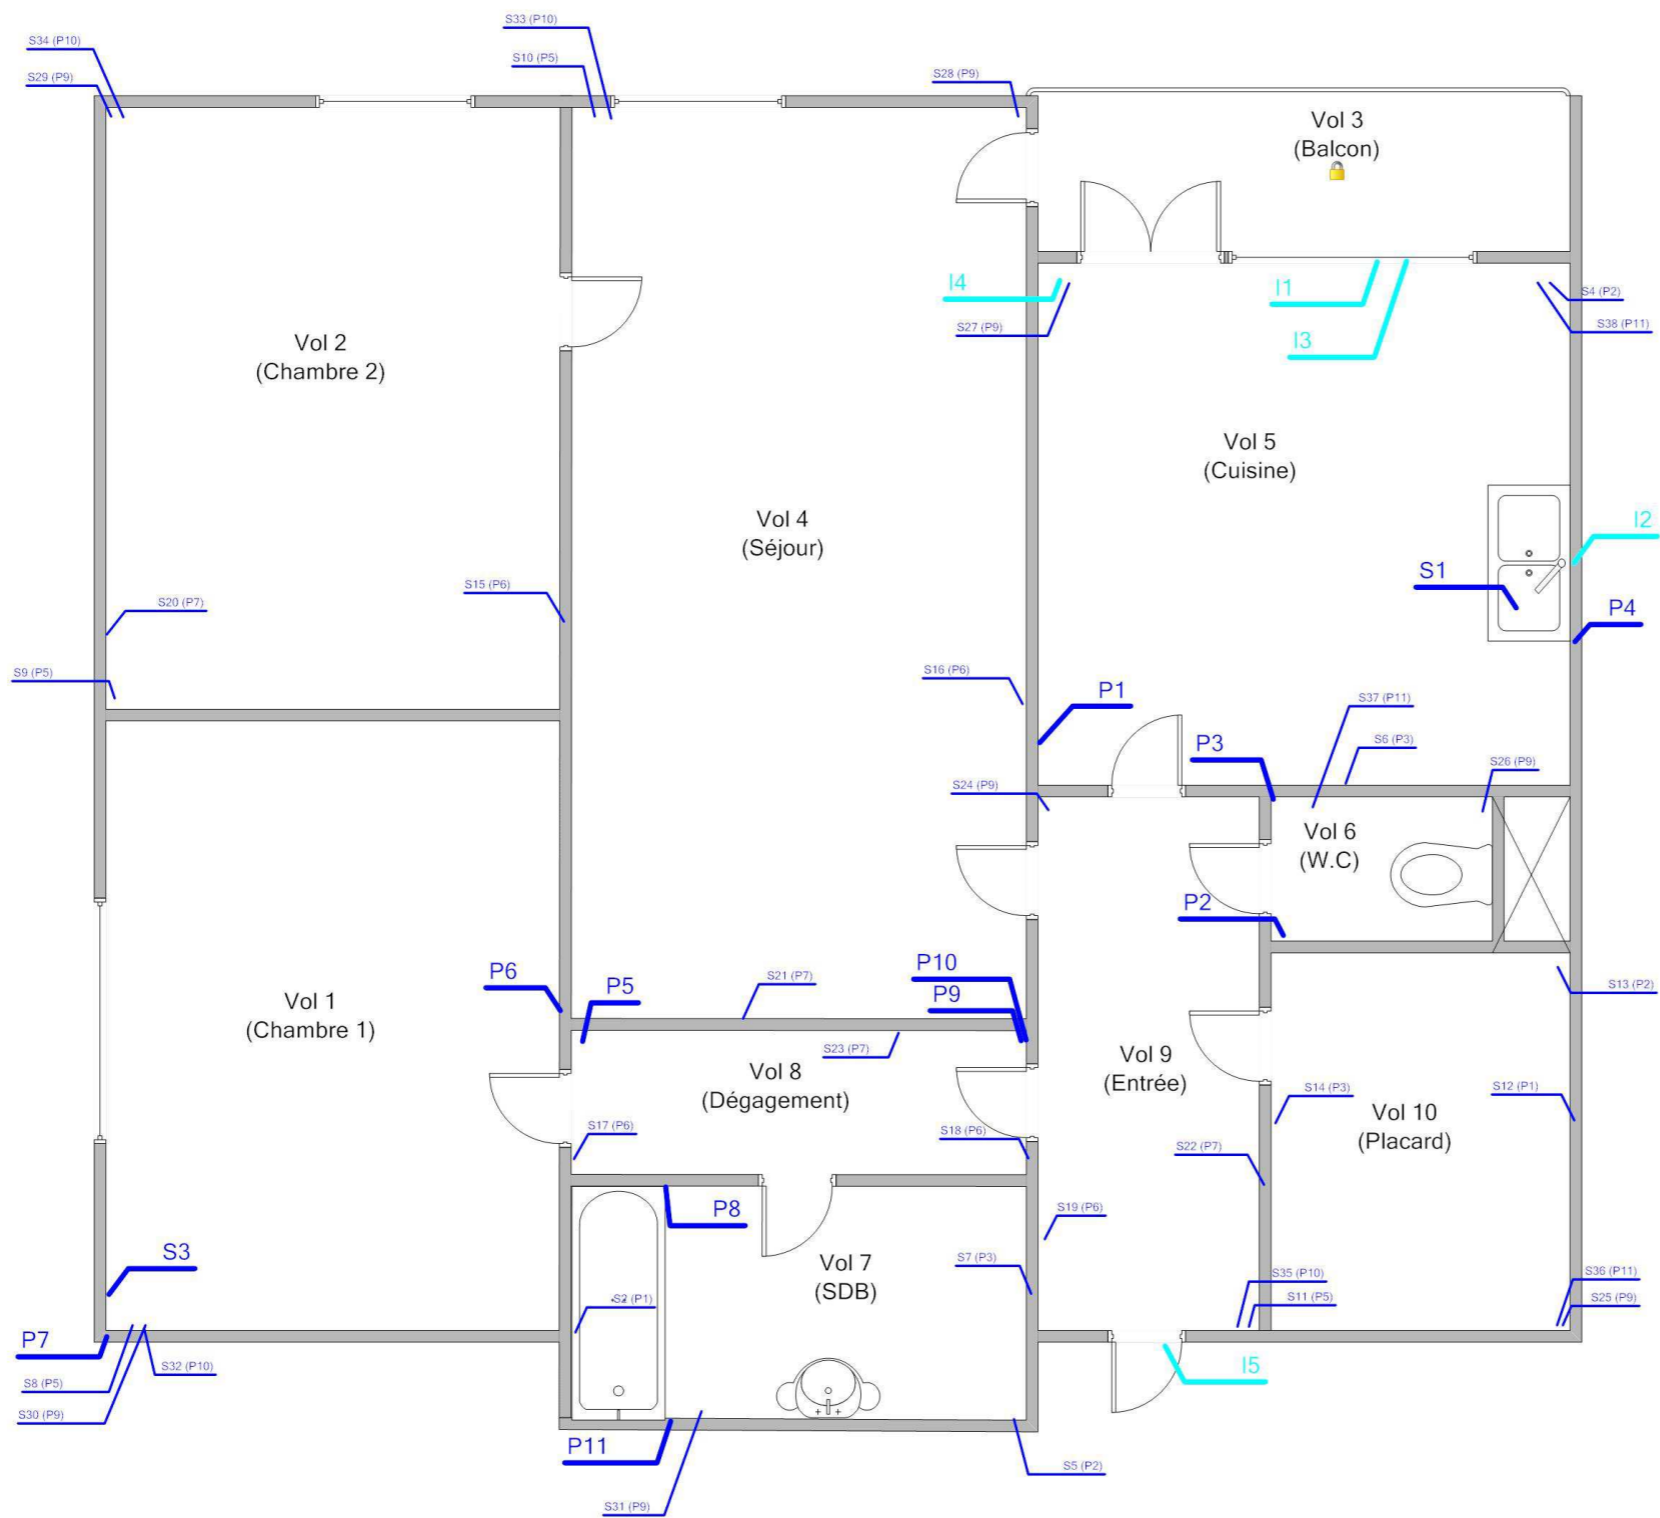 S33 (P10)
S34 (P10)
S10 (P5)
S29 (P9)
S28 (P9)
Vol 3
(Balcon)
I4
I1
S4 (P2)
S27 (P9)
S38 (P11)
I3
Vol 2
(Chambre 2)
Vol 5
(Cuisine)
Vol 4
(Séjour)
I2
S1
S15 (P6)
S20 (P7)
P4
S9 (P5)
S16 (P6)
P1
S37 (P11)
P3
S6 (P3)
S26 (P9)
S24 (P9)
Vol 6
(W.C)
P2
P10
P6
S21 (P7)
P5
P9
S13 (P2)
Vol 1
(Chambre 1)
S23 (P7)
Vol 9
(Entrée)
Vol 8
(Dégagement)
S14 (P3)
S12 (P1)
Vol 10
(Placard)
S17 (P6)
S18 (P6)
S22 (P7)
P8
S19 (P6)
S3
S7 (P3)
Vol 7
(SDB)
S35 (P10)
S36 (P11)
S2 (P1)
S11 (P5)
S25 (P9)
P7
S32 (P10)
I5
S8 (P5)
S30 (P9)
P11
S5 (P2)
S31 (P9)